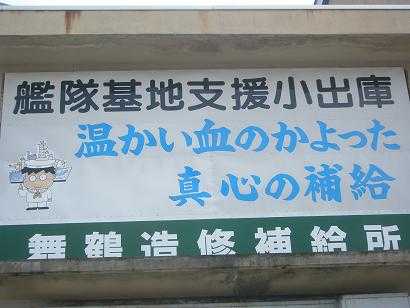 艦隊基地支援小出庫
温かい血のかよった
真心の補給
舞鶴造修補給所